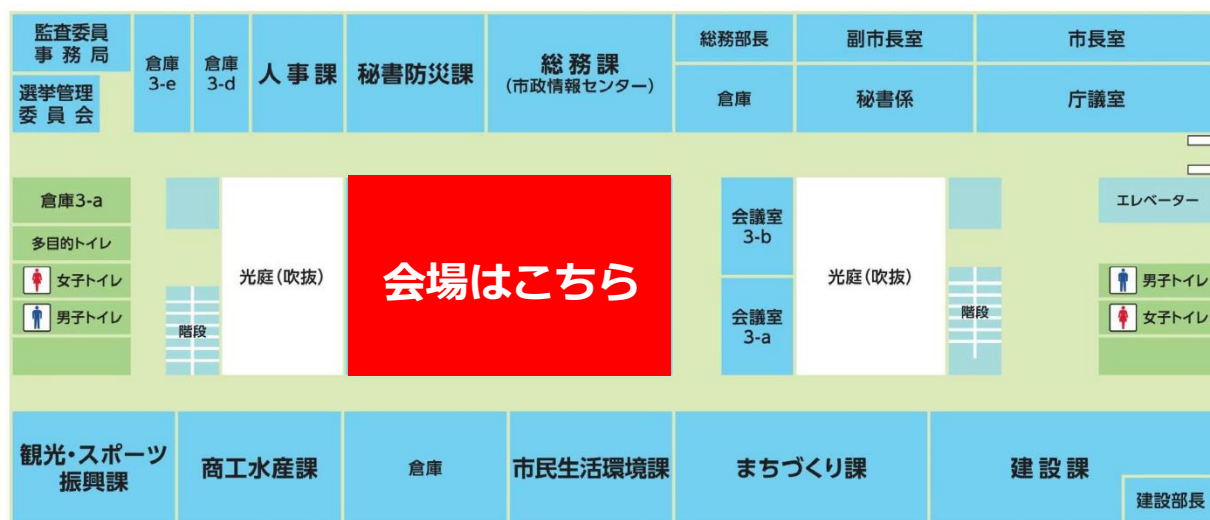 監査委員
事務局
選挙管理
委員会
倉庫
3-e
倉庫
3-d
人事課
秘書防災課
総務課
(市政情報センター)
総務部長
倉庫
副市長室
秘書係
市長室
庁議室
倉庫3-a
多目的トイレ
女子トイレ
男子トイレ
階段
光庭(吹抜)
会場はこちら
会議室
3-b
会議室
3-a
光庭(吹抜)
階段
エレベーター
男子トイレ
女子トイレ
観光・スポーツ
振興課
商工水産課
倉庫
市民生活環境課
まちづくり課
建設課
建設部長